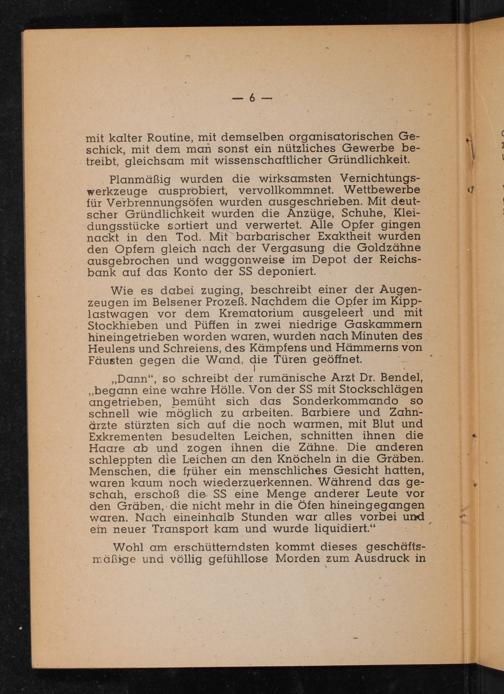 — 6 —
mit kalter Routine, mit demselben organisatorischen Ge-
schick, mit dem man sonst ein nützliches Gewerbe be-
treibt, gleichsam mit wissenschaftlicher Gründlichkeit.
Planmäßig wurden die wirksamsten Vernichtungs-
werkzeuge ausprobiert, vervollkommnet. Wettbewerbe
für Verbrennungsöfen wurden ausgeschrieben. Mit deut-
scher Gründlichkeit wurden die Anzüge, Schuhe, Klei-
dungsstücke sortiert und verwertet. Alle Opfer gingen
nackt in den Tod. Mit barbarischer Exaktheit wurden
den Opfern gleich nach der Vergasung die Goldzähne
ausgebrochen und waggonweise im Depot der Reichs-
bank auf das Konto der SS deponiert.
Wie es dabei zuging, beschreibt einer der Augen-
zeugen im Belsener Prozeß. Nachdem die Opfer im Kipp-
lastwagen vor dem Krematorium ausgeleert und mit
Stockhieben und Püffen in zwei niedrige Gaskammern
hineingetrieben worden waren, wurden nach Minuten des
Heulens und Schreiens, des Kämpfens und Hämmerns von
Fäusten gegen die Wand, die Türen geöffnet.
„Dann“, so schreibt der rumänische Arzt Dr. Bendel,
„begann eine wahre Hölle. Von der SS mit Stockschlägen
angetrieben, bemüht sich das Sonderkommando so
schnell wie möglich zu arbeiten. Barbiere und Zahn-
ärzte stürzten sich auf die noch warmen, mit Blut und
Exkrementen besudelten Leichen, schnitten ihnen die
Haare ab und zogen ihnen die Zähne. Die anderen
schleppten die Leichen an den Knöcheln in die Gräben.
Menschen, die früher ein menschliches Gesicht hatten,
waren kaum noch wiederzuerkennen. Während das ge-
schah, erschoß die SS eine Menge anderer Leute vor
den Gräben, die nicht mehr in die Öfen hineingegangen
waren. Nach eineinhalb Stunden war alles vorbei und
ein neuer Transport kam und wurde liquidiert.“
Wohl am erschütterndsten kommt dieses geschäfts-
mäßige und völlig gefühllose Morden zum Ausdruck in